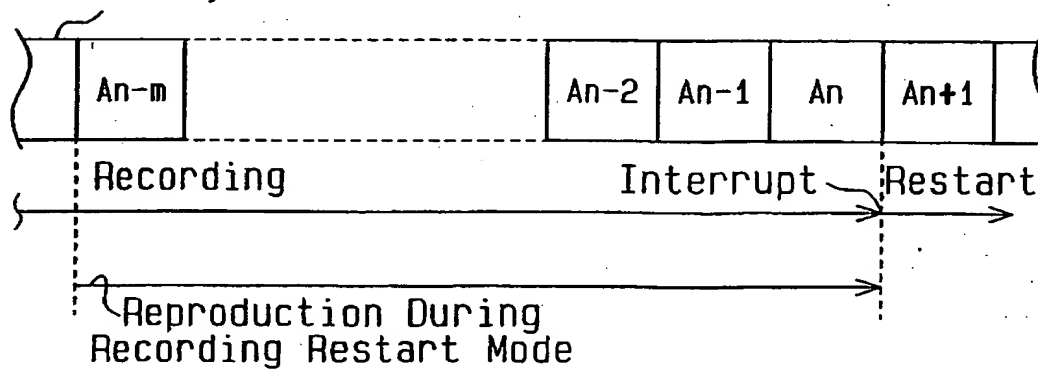 An-m An-2 An-1 An An+1
Recording Interrupt Restart
Reproduction During
Recording Restart Mode